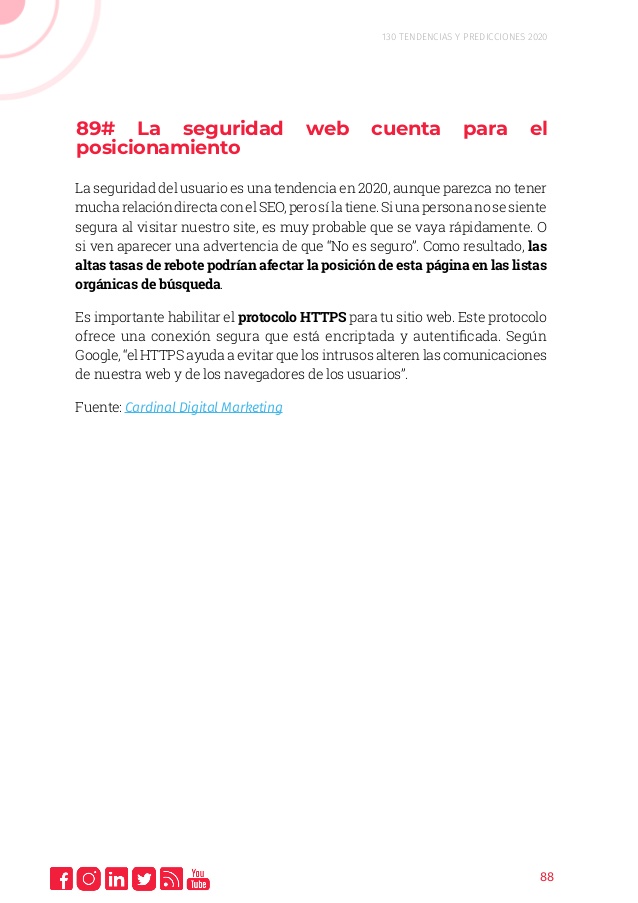 130 TENDENCIAS Y PREDICCIONES 2020
89# La seguridad web cuenta para el
posicionamiento
La seguridad del usuario es una tendencia en 2020, aunque parezca no tener
mucha relación directa con el SEO, pero sí la tiene. Si una persona no se siente
segura al visitar nuestro site, es muy probable que se vaya rápidamente. O
si ven aparecer una advertencia de que “No es seguro”. Como resultado, las
altas tasas de rebote podrían afectar la posición de esta página en las listas
orgánicas de búsqueda.
Es importante habilitar el protocolo HTTPS para tu sitio web. Este protocolo
ofrece una conexión segura que está encriptada y autentificada. Según
Google, “el HTTPS ayuda a evitar que los intrusos alteren las comunicaciones
de nuestra web y de los navegadores de los usuarios”.
Fuente: Cardinal Digital Marketing
You
Tube
88